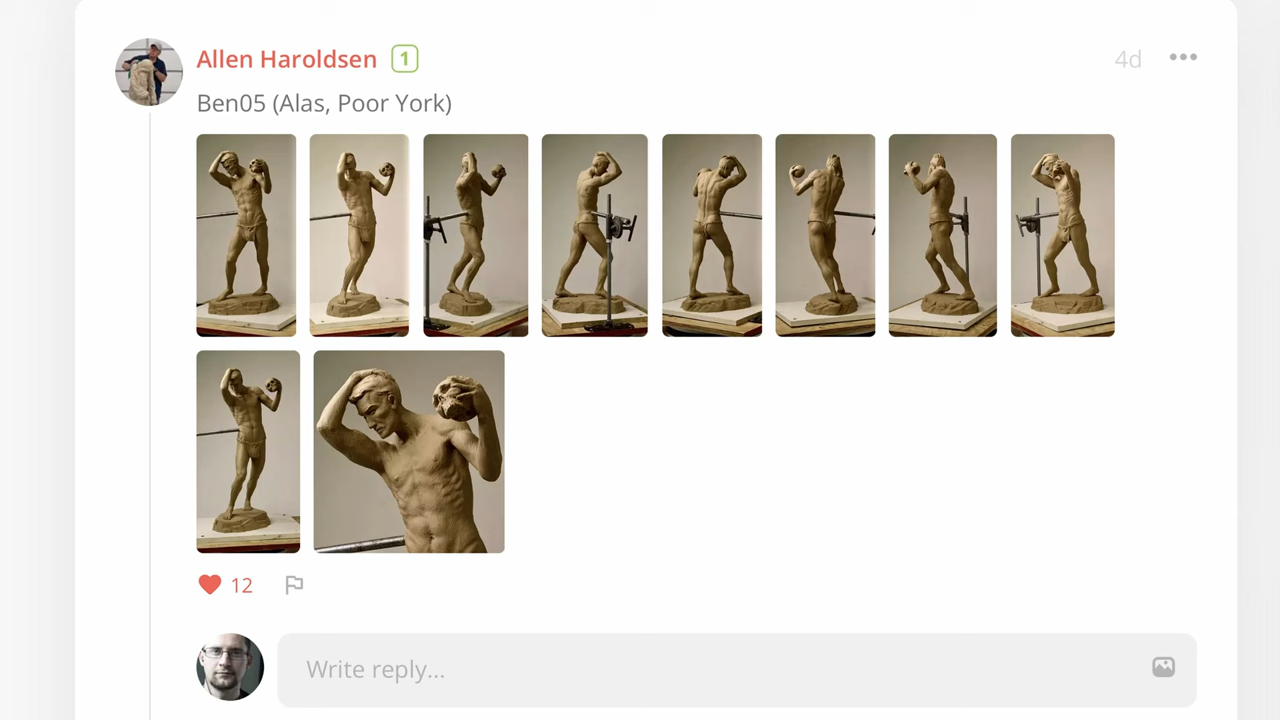 Allen Haroldsen 1 4d
Ben05 (Alas, Poor York)
12
Write reply...